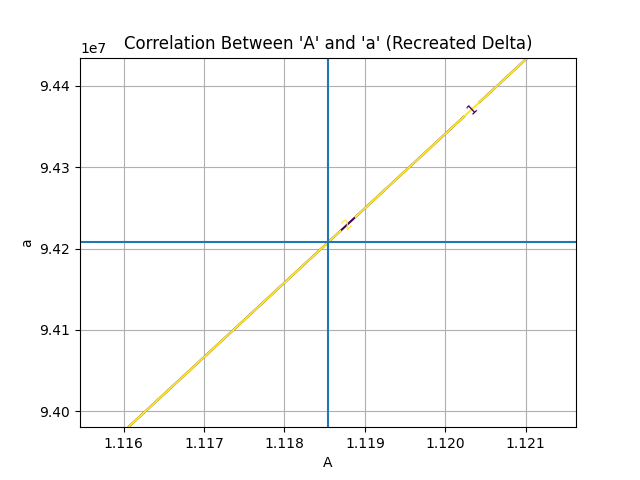 Correlation Between 'A' and 'a' (Recreated Delta)
1e7
9.44
9.43
9.42
9.41
9.40
a
1
1.116 1.117 1.118 1.119 1.120 1.121
A